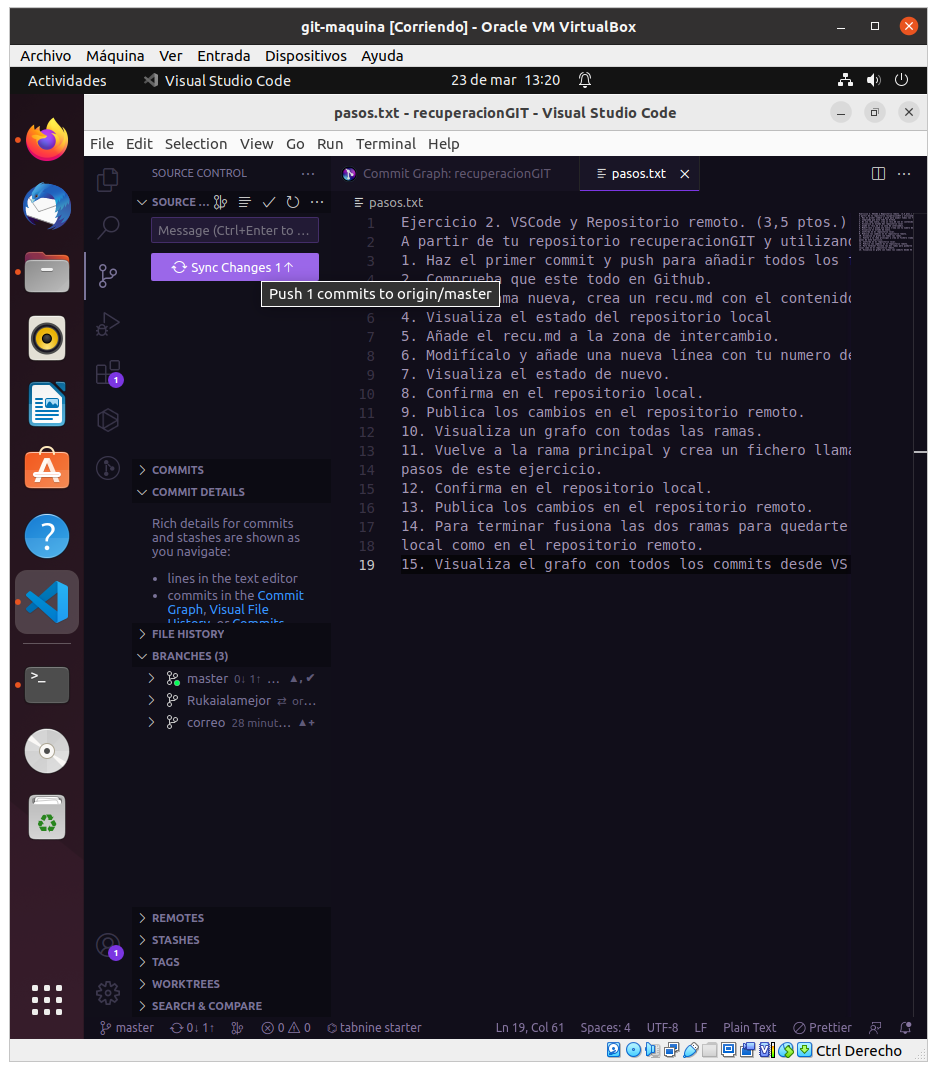 git-maquina [Corriendo] - Oracle VM VirtualBox
Archivo Máquina Ver Entrada Dispositivos Ayuda
Actividades Visual Studio Code 23 de mar 13:20
pasos.txt - recuperacionGIT - Visual Studio Code
File Edit Selection View Go Run Terminal Help
SOURCE CONTROL ...
Commit Graph: recuperacionGIT
pasos.txt
SOURCE ...
pasos.txt
Message (Ctrl+Enter to ...
Sync Changes 1↑
Push 1 commits to origin/master
1 Ejercicio 2. VSCode y Repositorio remoto. (3,5 ptos.)
2 A partir de tu repositorio recuperacionGIT y utilizand
3 1. Haz el primer commit y push para añadir todos los
4 2. Comprueba que este todo en Github.
ama nueva, crea un recu.md con el contenido
6 4. Visualiza el estado del repositorio local
7 5. Añade el recu.md a la zona de intercambio.
8 6. Modifícalo y añade una nueva línea con tu numero de
9 7. Visualiza el estado de nuevo.
10 8. Confirma en el repositorio local.
11 9. Publica los cambios en el repositorio remoto.
12 10. Visualiza un grafo con todas las ramas.
13 11. Vuelve a la rama principal y crea un fichero llama
14 pasos de este ejercicio.
15 12. Confirma en el repositorio local.
16 13. Publica los cambios en el repositorio remoto.
17 14. Para terminar fusiona las dos ramas para quedarte
18 local como en el repositorio remoto.
19 15. Visualiza el grafo con todos los commits desde VS
1
COMMITS
COMMIT DETAILS
Rich details for commits
and stashes are shown as
you navigate:
• lines in the text editor
• commits in the Commit
Graph, Visual File
History, or Commits
FILE HISTORY
BRANCHES (3)
master 0↓ 1↑ ... ▲, ✔
Rukaialamejor ⇄ or...
correo 28 minut... ▲+
REMOTES
STASHES
TAGS
WORKTREES
SEARCH & COMPARE
1
master 0↓ 1↑ 0 0 tabnine starter Ln 19, Col 61 Spaces: 4 UTF-8 LF Plain Text Prettier
Ctrl Derecho